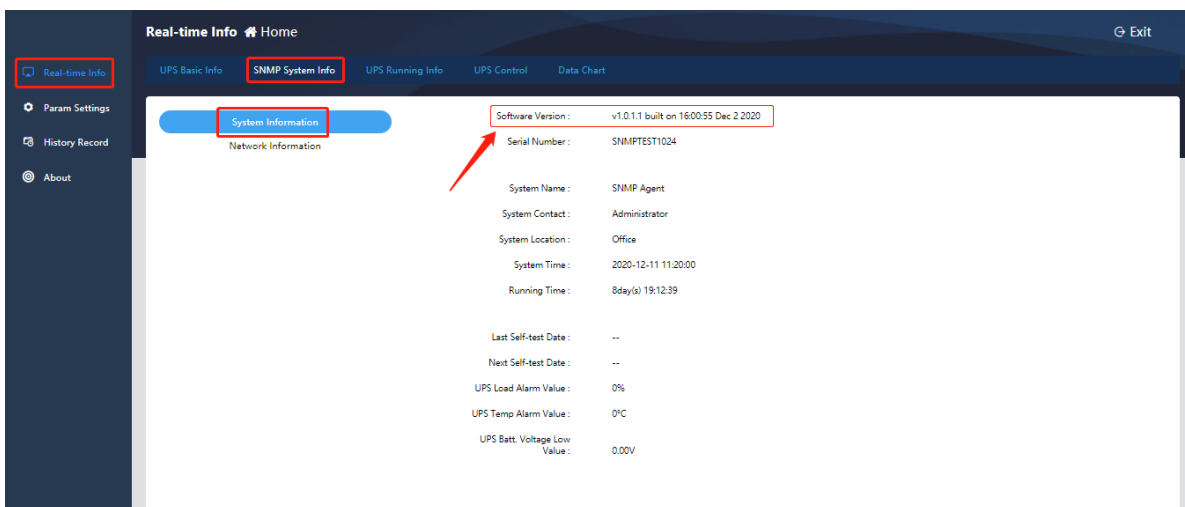 Real-time Info Home
Exit
Real-time Info
Param Settings
History Record
About
UPS Basic Info SNMP System Info UPS Running Info UPS Control Data Chart
System Information
Network Information
Software Version : v1.0.1.1 built on 16:00:55 Dec 2 2020
Serial Number : SNMPTEST1024
System Name : SNMP Agent
System Contact : Administrator
System Location : Office
System Time : 2020-12-11 11:20:00
Running Time : 8day(s) 19:12:39
Last Self-test Date : --
Next Self-test Date : --
UPS Load Alarm Value : 0%
UPS Temp Alarm Value : 0°C
UPS Batt. Voltage Low
Value : 0.00V